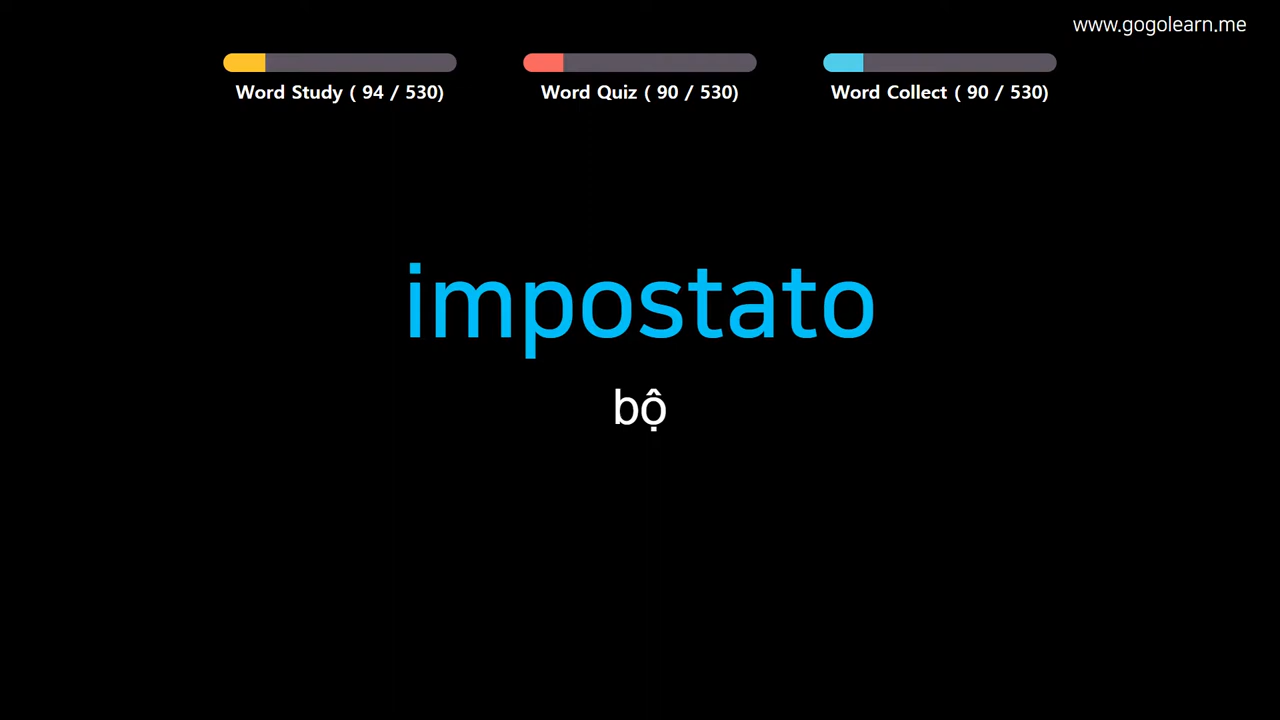 www.gogolearn.me
Word Study ( 94 / 530)
Word Quiz ( 90 / 530)
Word Collect ( 90 / 530)
impostato
bộ